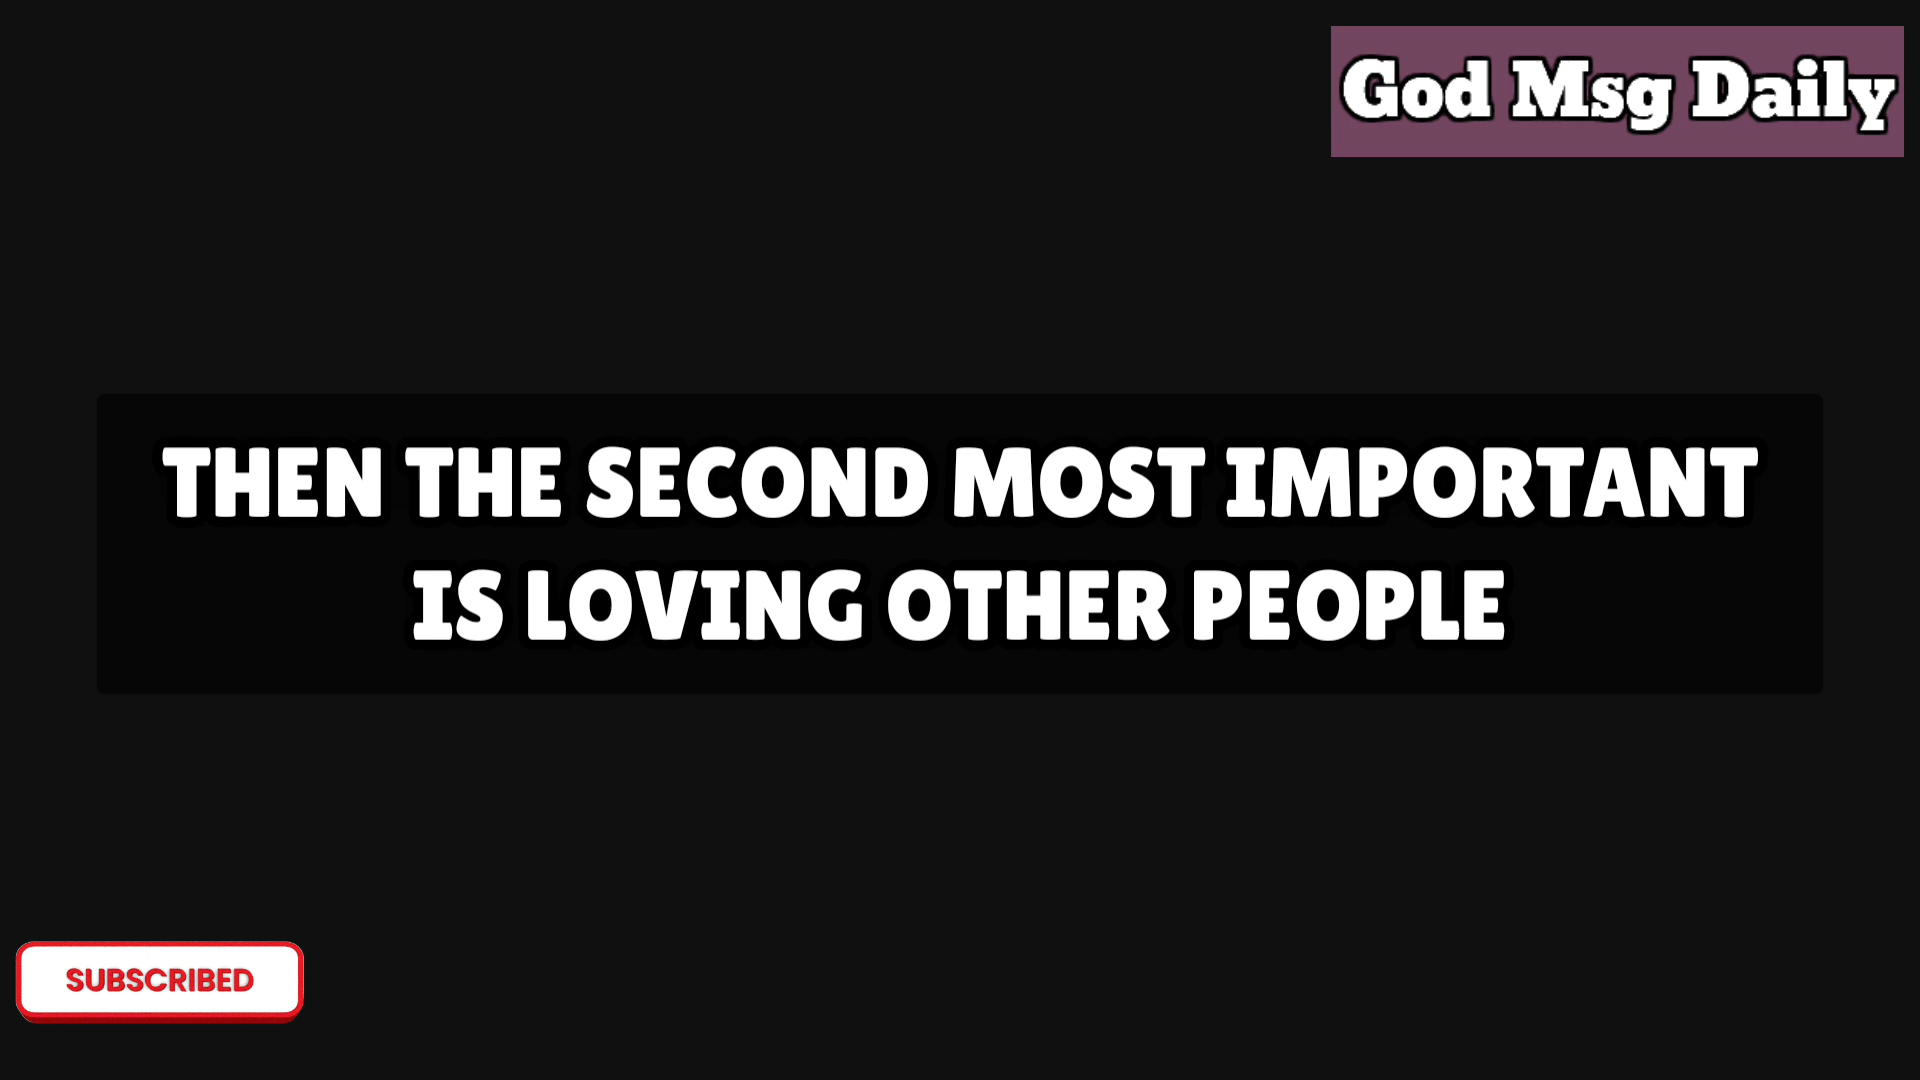 God Msg Daily
THEN THE SECOND MOST IMPORTANT
IS LOVING OTHER PEOPLE
SUBSCRIBED